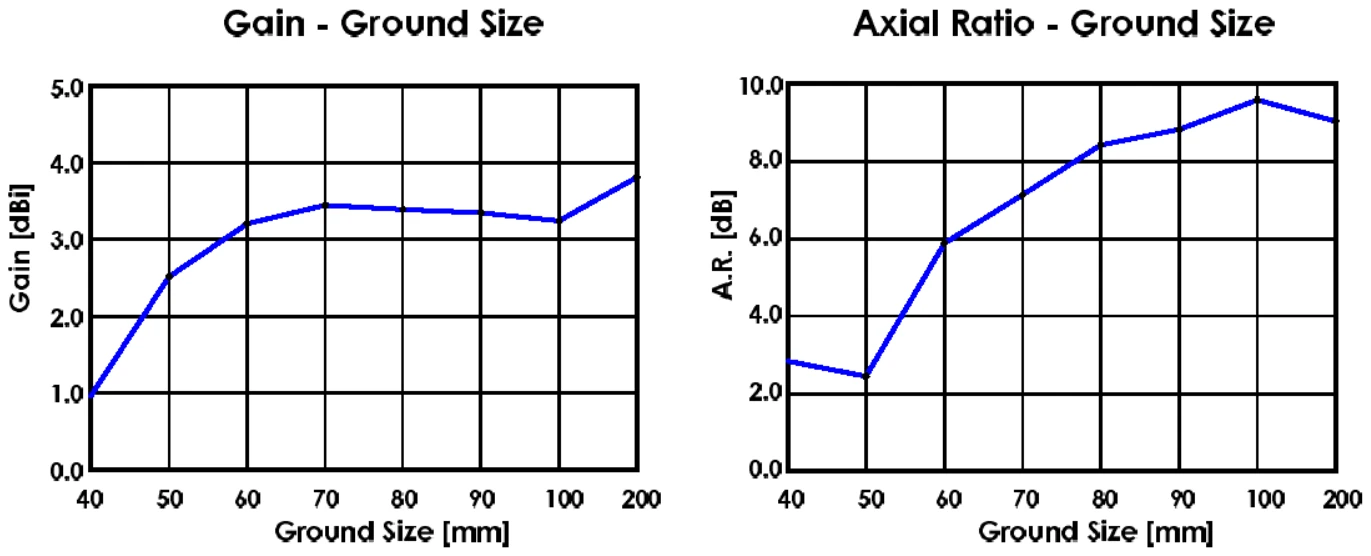 Gain - Ground Size
5.0
4.0
3.0
2.0
1.0
0.0
Gain [dBi]
40 50 60 70 80 90 100 200
Ground Size [mm]
Axial Ratio - Ground Size
10.0
8.0
6.0
4.0
2.0
0.0
A.R. [dB]
40 50 60 70 80 90 100 200
Ground Size [mm]